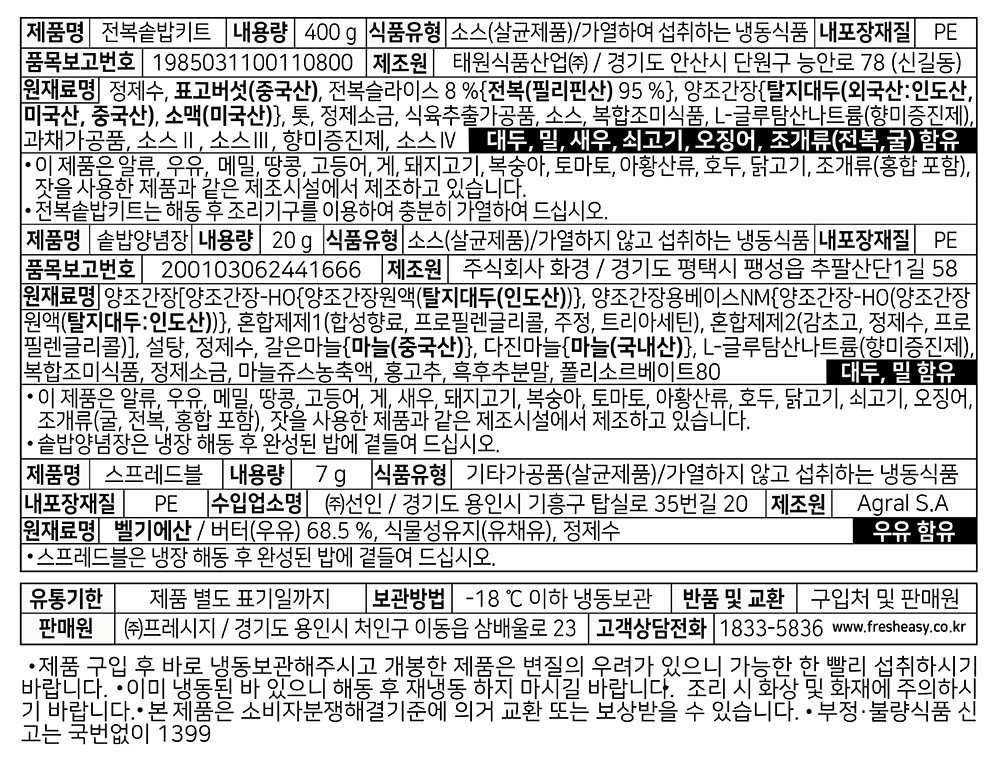 제품명 전복솥밥키트 내용량 400 g 식품유형 소스(살균제품)/가열하여 섭취하는 냉동식품 내포장재질 PE
품목보고번호 1985031100110800 제조원 태원식품산업㈜ / 경기도 안산시 단원구 능안로 78 (신길동)
원재료명 정제수, 표고버섯(중국산), 전복슬라이스 8 %{전복(필리핀산) 95 %}, 양조간장{탈지대두(외국산:인도산,
미국산, 중국산), 소맥(미국산)}, 톳, 정제소금, 식육추출가공품, 소스, 복합조미식품, L-글루탐산나트륨(향미증진제),
과채가공품, 소스Ⅱ, 소스Ⅲ, 향미증진제, 소스Ⅳ 대두, 밀, 새우, 쇠고기, 오징어, 조개류(전복,굴) 함유
•이 제품은 알류, 우유, 메밀, 땅콩, 고등어, 게, 돼지고기, 복숭아, 토마토, 아황산류, 호두, 닭고기, 조개류(홍합 포함),
잣을 사용한 제품과 같은 제조시설에서 제조하고 있습니다.
•전복솥밥키트는 해동 후 조리기구를 이용하여 충분히 가열하여 드십시오.
제품명 솥밥양념장 내용량 20 g 식품유형 소스(살균제품)/가열하지 않고 섭취하는 냉동식품 내포장재질 PE
품목보고번호 200103062441666 제조원 주식회사 화경 / 경기도 평택시 팽성읍 추팔산단1길 58
원재료명 양조간장[양조간장-HO{양조간장원액(탈지대두(인도산))}, 양조간장용베이스NM{양조간장-HO(양조간장
원액(탈지대두:인도산))}, 혼합제제1(합성향료, 프로필렌글리콜, 주정, 트리아세틴), 혼합제제2(감초고, 정제수, 프로
필렌글리콜)], 설탕, 정제수, 갈은마늘{마늘(중국산)}, 다진마늘{마늘(국내산)}, L-글루탐산나트륨(향미증진제),
복합조미식품, 정제소금, 마늘쥬스농축액, 홍고추, 흑후추분말, 폴리소르베이트80 대두, 밀 함유
•이 제품은 알류, 우유, 메밀, 땅콩, 고등어, 게, 새우, 돼지고기, 복숭아, 토마토, 아황산류, 호두, 닭고기, 쇠고기, 오징어,
조개류(굴, 전복, 홍합 포함), 잣을 사용한 제품과 같은 제조시설에서 제조하고 있습니다.
•솥밥양념장은 냉장 해동 후 완성된 밥에 곁들여 드십시오.
제품명 스프레드블 내용량 7 g 식품유형 기타가공품(살균제품)/가열하지 않고 섭취하는 냉동식품
내포장재질 PE 수입업소명 ㈜선인 / 경기도 용인시 기흥구 탑실로 35번길 20 제조원 Agral S.A
원재료명 벨기에산 / 버터(우유) 68.5 %, 식물성유지(유채유), 정제수 우유 함유
•스프레드블은 냉장 해동 후 완성된 밥에 곁들여 드십시오.
유통기한 제품 별도 표기일까지 보관방법 -18 ℃ 이하 냉동보관 반품 및 교환 구입처 및 판매원
판매원 ㈜프레시지 / 경기도 용인시 처인구 이동읍 삼배울로 23 고객상담전화 1833-5836 www.fresheasy.co.kr
•제품 구입 후 바로 냉동보관해주시고 개봉한 제품은 변질의 우려가 있으니 가능한 한 빨리 섭취하시기
바랍니다. •이미 냉동된 바 있으니 해동 후 재냉동 하지 마시길 바랍니다. 조리 시 화상 및 화재에 주의하시
기 바랍니다.•본 제품은 소비자분쟁해결기준에 의거 교환 또는 보상받을 수 있습니다. •부정·불량식품 신
고는 국번없이 1399